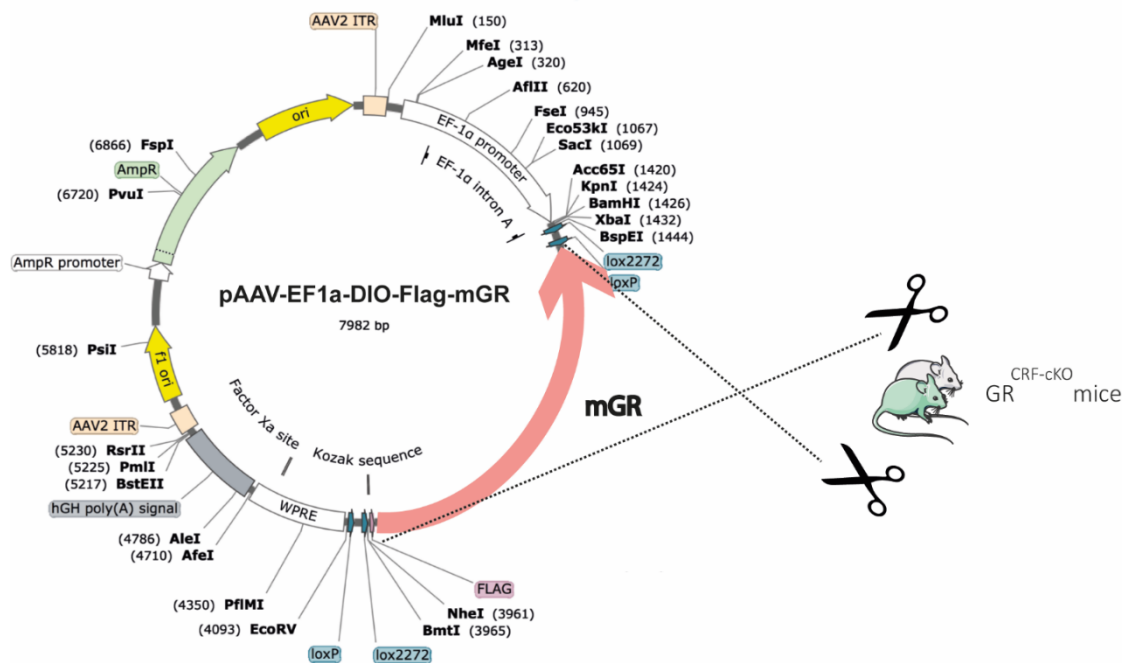 AAV2 ITR
MluI (150)
MfeI (313)
AgeI (320)
AflII (620)
FseI (945)
Eco53kI (1067)
SacI (1069)
Acc65I (1420)
KpnI (1424)
BamHI (1426)
XbaI (1432)
BspEI (1444)
lox2272
loxP
EF-1α promoter
EF-1α intron A
ori
(6866) FspI
AmpR
(6720) PvuI
AmpR promoter
pAAV-EF1a-DIO-Flag-mGR
7982 bp
(5818) PsiI
f1 ori
AAV2 ITR
(5230) RsrII
(5225) PmlI
(5217) BstEII
hGH poly(A) signal
(4786) AleI
(4710) AfeI
Factor Xa site
Kozak sequence
WPRE
(4350) PflMI
(4093) EcoRV
loxP
lox2272
FLAG
NheI (3961)
BmtI (3965)
mGR
GR CRF-cKO mice